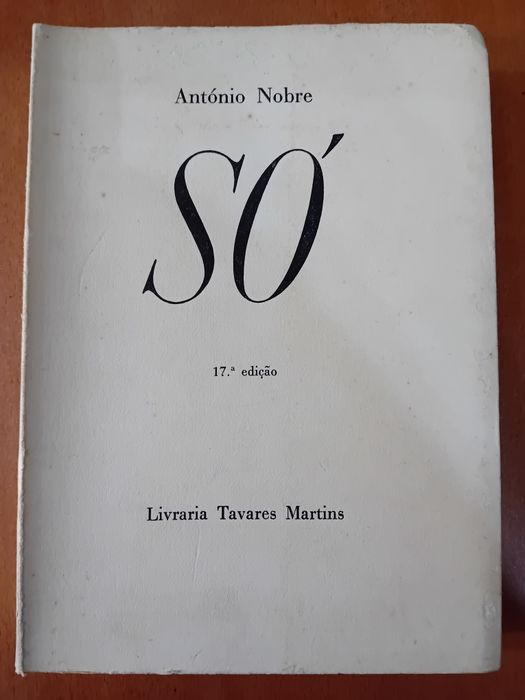 António Nobre
SÓ
17.ª edição
Livraria Tavares Martins